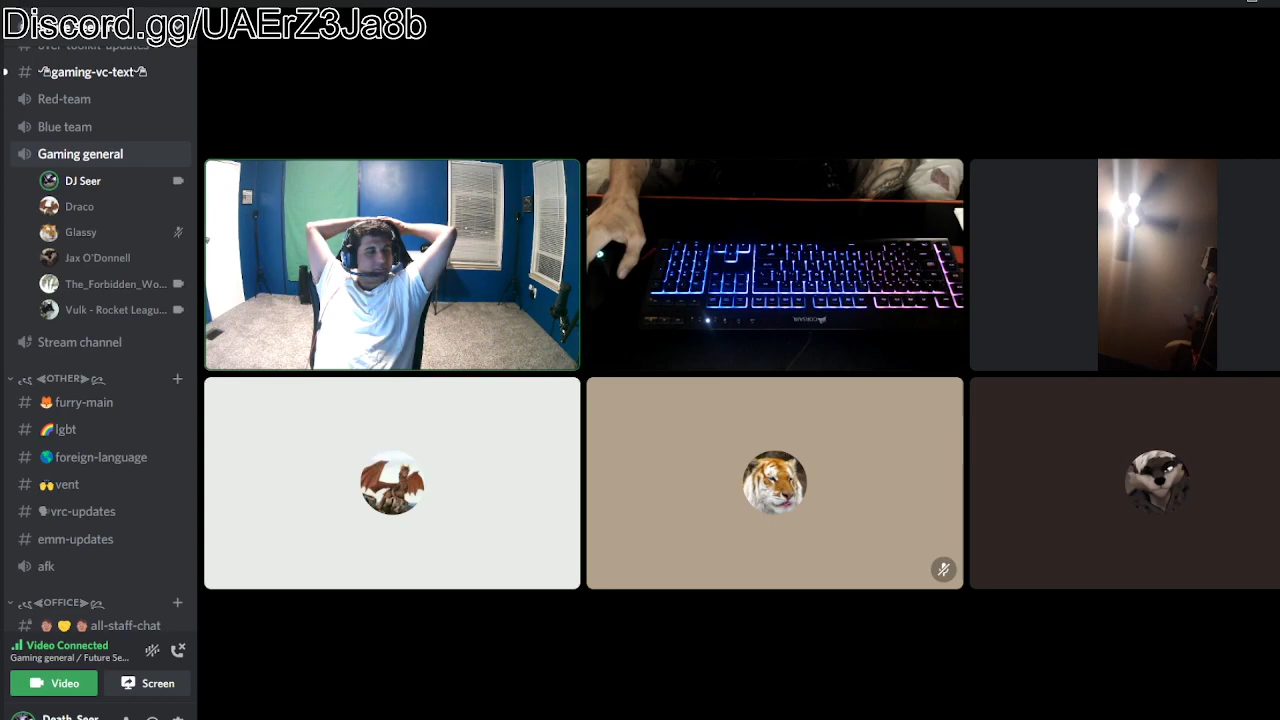 Discord.gg/UAErZ3Ja8b
gaming-vc-text
Red-team
Blue team
Gaming general
DJ Seer
Draco
Glassy
Jax O'Donnell
The_Forbidden_Wo...
Vulk - Rocket Leagu...
Stream channel
OTHER
furry-main
lgbt
foreign-language
vent
vrc-updates
emm-updates
afk
OFFICE
all-staff-chat
Video Connected
Gaming general / Future Se...
Video
Screen
Death_Seer
CORSAIR